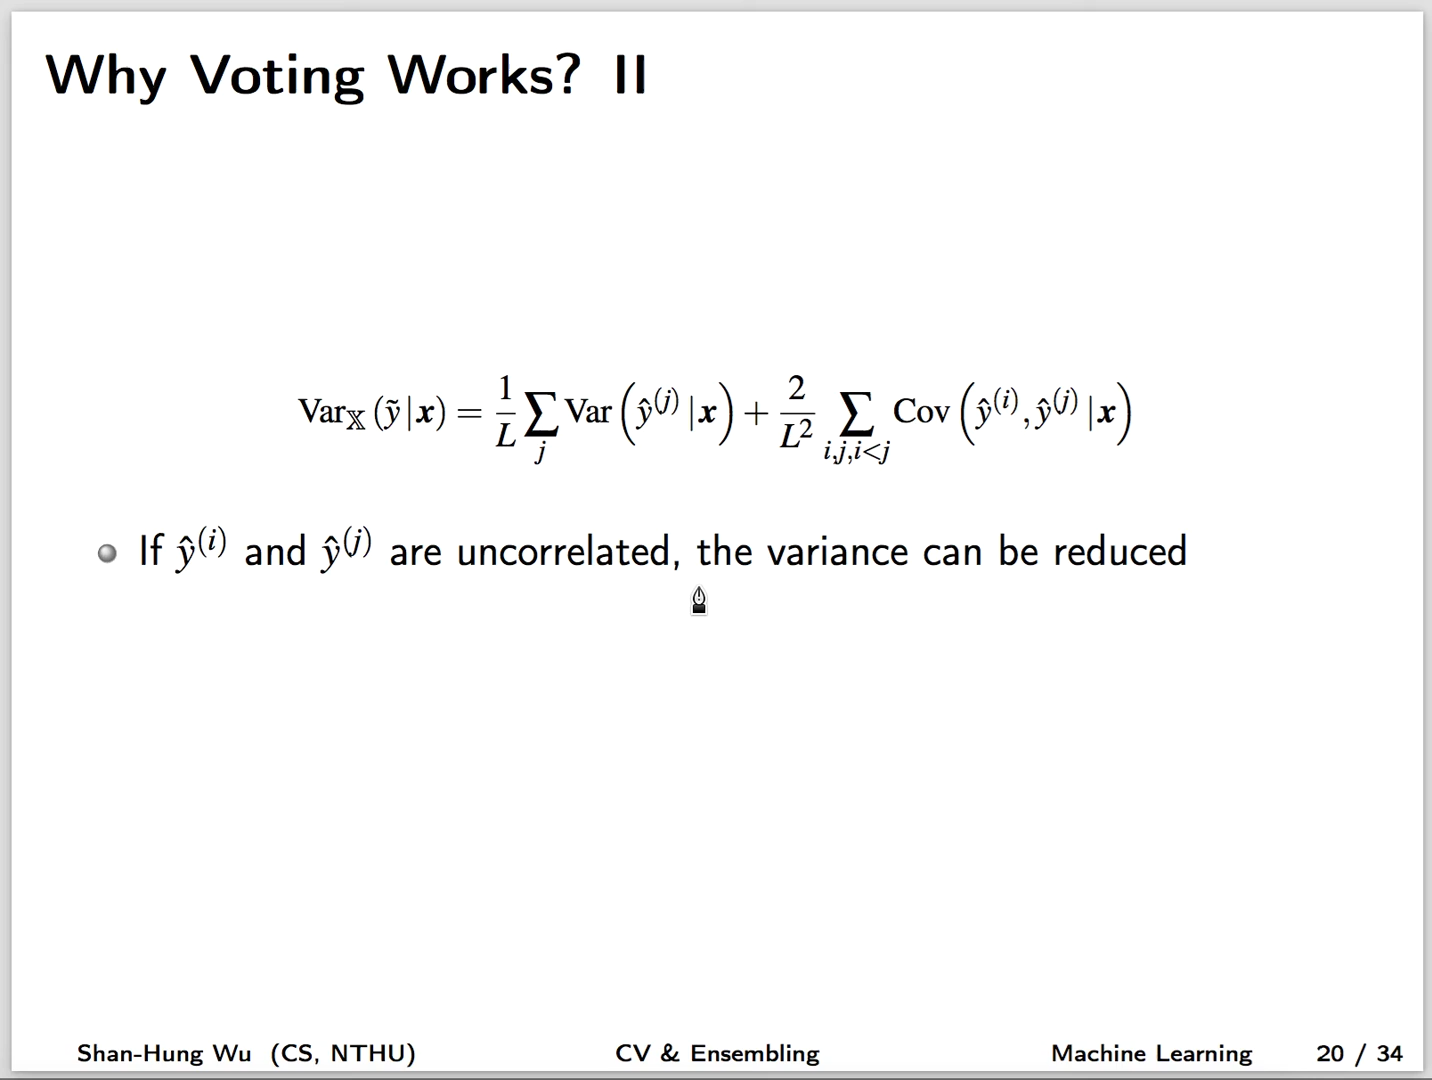 Why Voting Works? II
Var𝕏 (ỹ|x) = 1/L ∑j Var (ŷ^(j) |x) + 2/L² ∑i,j,i<j Cov (ŷ^(i), ŷ^(j) |x)
If ŷ^(i) and ŷ^(j) are uncorrelated, the variance can be reduced
Shan-Hung Wu (CS, NTHU) CV & Ensembling Machine Learning 20 / 34